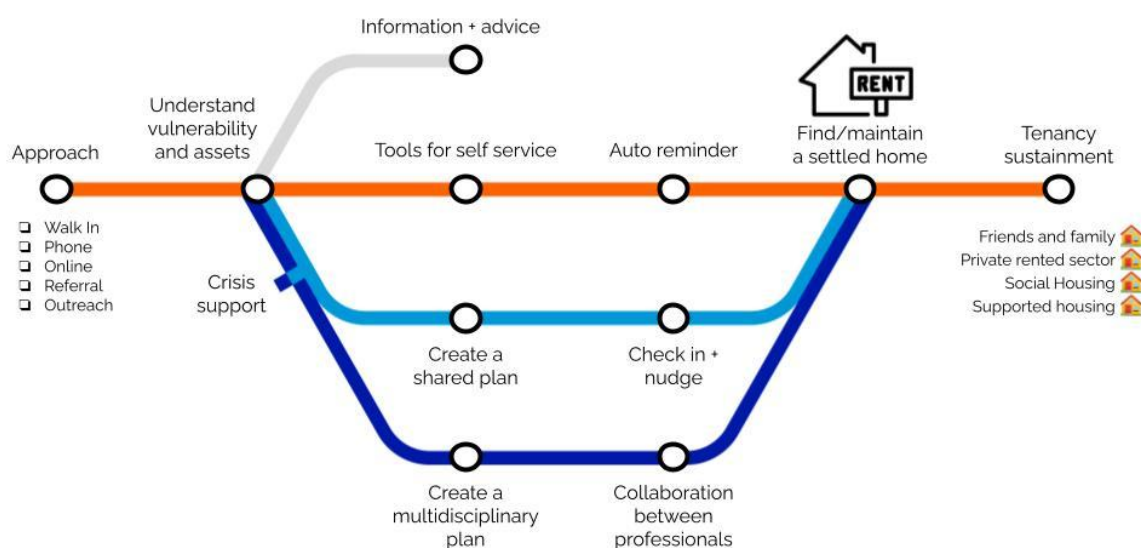 Information + advice
RENT
Understand
vulnerability
and assets
Approach
Tools for self service
Auto reminder
Find/maintain
a settled home
Tenancy
sustainment
Walk In
Phone
Online
Referral
Outreach
Crisis
support
Friends and family
Private rented sector
Social Housing
Supported housing
Create a
shared plan
Check in +
nudge
Create a
multidisciplinary
plan
Collaboration
between
professionals